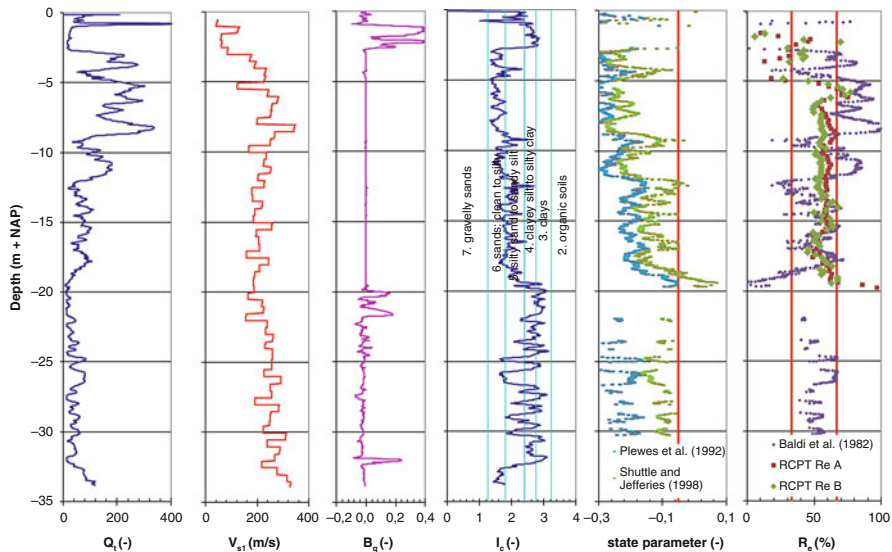 0
−5
−10
−15
−20
−25
−30
−35
Depth (m + NAP)
7. gravelly sands
6. sands: clean to silty
5. silty sand to sandy silt
4. clayey silt to silty clay
3. clays
2. organic soils
Plewes et al. (1992)
Shuttle and
Jefferies (1998)
Baldi et al. (1982)
RCPT Re A
RCPT Re B
0 200 400
0 200 400
−0,2 0 0,2 0,4
0 1 2 3
−0,3 −0,1 0,1
0 50 100
Qt (-)
Vs1 (m/s)
Bq (-)
Ic (-)
state parameter (-)
Re (%)